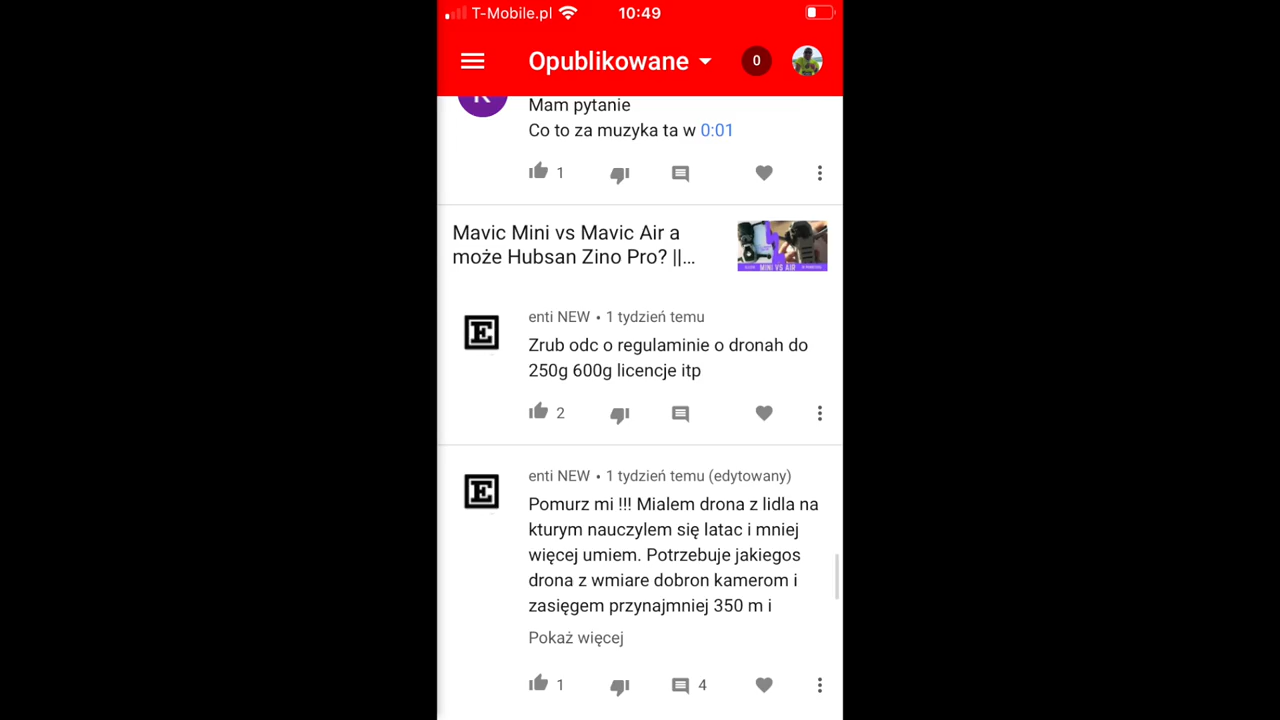 T-Mobile.pl 10:49
Opublikowane 0
Mam pytanie
Co to za muzyka ta w 0:01
1
Mavic Mini vs Mavic Air a
może Hubsan Zino Pro? ||...
MINI VS AIR
enti NEW • 1 tydzień temu
E
Zrub odc o regulaminie o dronah do
250g 600g licencje itp
2
enti NEW • 1 tydzień temu (edytowany)
E
Pomurz mi !!! Mialem drona z lidla na
kturym nauczylem się latac i mniej
więcej umiem. Potrzebuje jakiegos
drona z wmiare dobron kamerom i
zasięgem przynajmniej 350 m i
Pokaż więcej
1 4